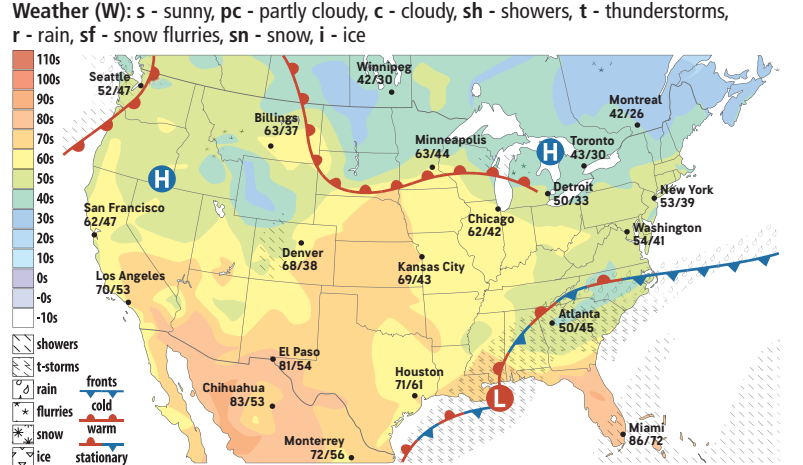 Weather (W): s - sunny, pc - partly cloudy, c - cloudy, sh - showers, t - thunderstorms,
r - rain, sf - snow flurries, sn - snow, i - ice
110s
100s
90s
80s
70s
60s
50s
40s
30s
20s
10s
0s
-0s
-10s
showers
t-storms
rain
flurries
snow
ice
fronts
cold
warm
stationary
Seattle
52/47
Winnipeg
42/30
Billings
63/37
Montreal
42/26
Minneapolis
63/44
Toronto
43/30
H
H
Detroit
50/33
New York
53/39
San Francisco
62/47
Chicago
62/42
Washington
54/41
Denver
68/38
Kansas City
69/43
Los Angeles
70/53
Atlanta
50/45
El Paso
81/54
Houston
71/61
Chihuahua
83/53
L
Monterrey
72/56
Miami
86/72